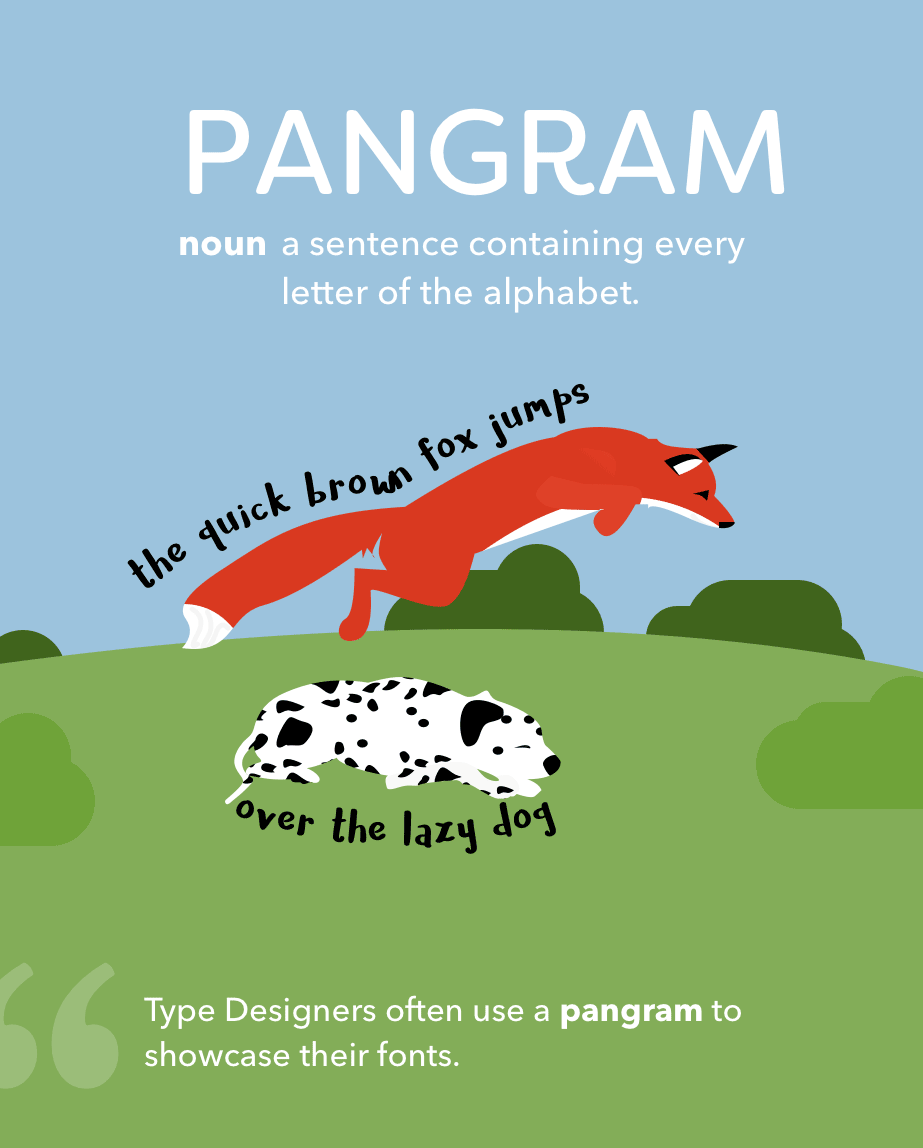 PANGRAM
noun a sentence containing every
letter of the alphabet.
the quick brown fox jumps
over the lazy dog
“
Type Designers often use a pangram to
showcase their fonts.